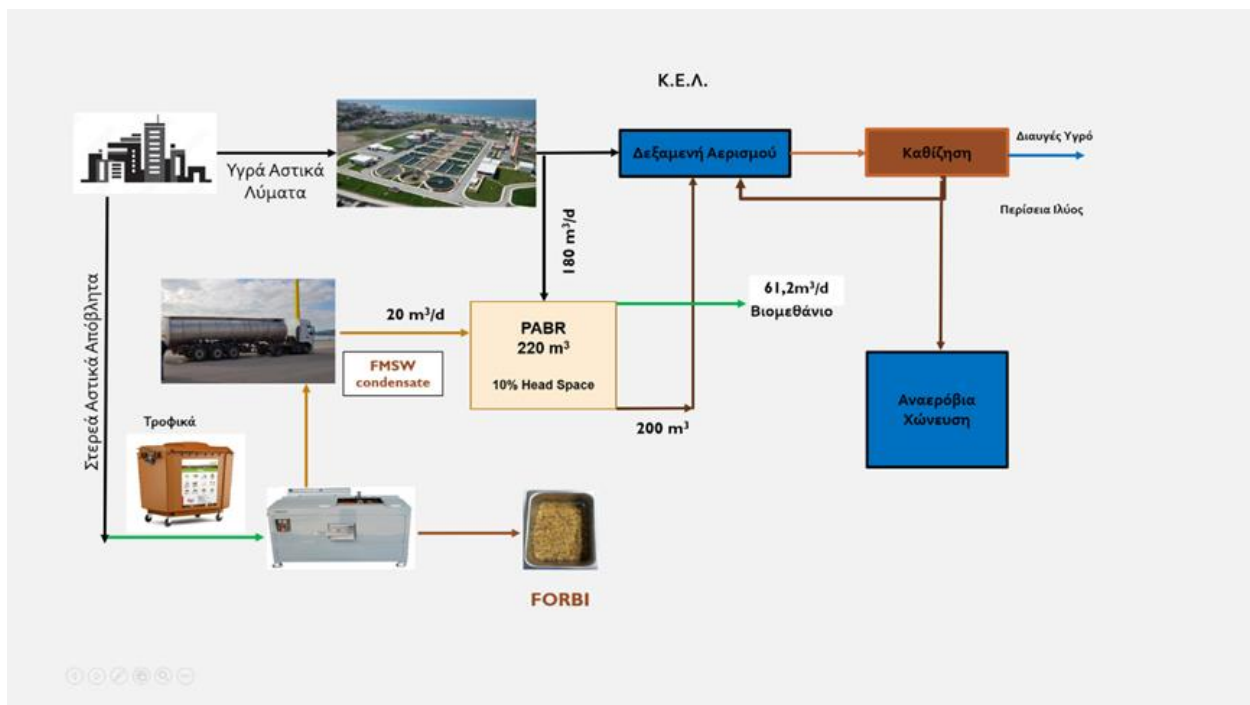 Κ.Ε.Λ.
Υγρά Αστικά
Λύματα
Δεξαμενή Αερισμού
Καθίζηση
Διαυγές Υγρό
Περίσεια Ιλύος
180 m³/d
Στερεά Αστικά Απόβλητα
20 m³/d
FMSW
condensate
PABR
220 m³
10% Head Space
61,2m³/d
Βιομεθάνιο
200 m³
Αναερόβια
Χώνευση
Τροφικά
FORBI